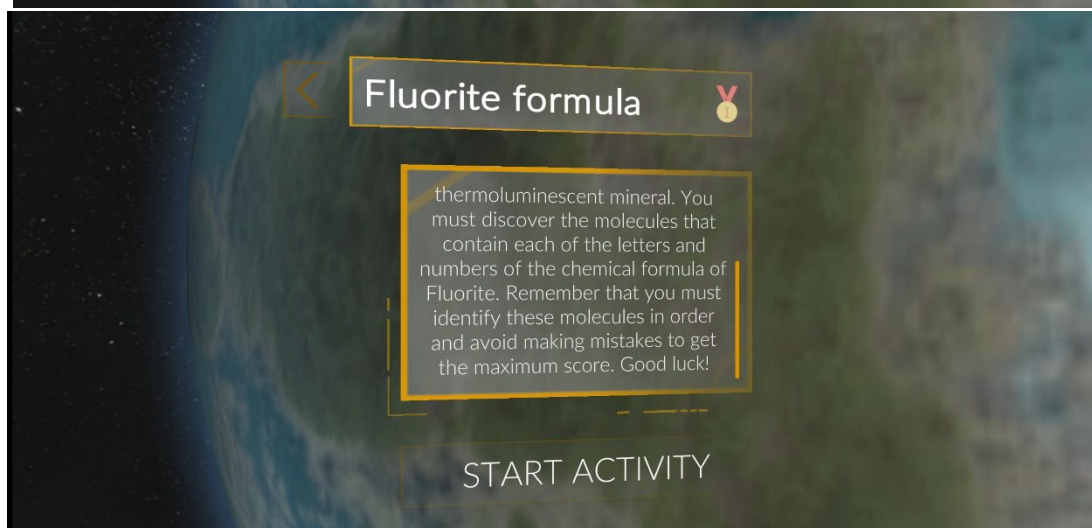 Fluorite formula
thermoluminescent mineral. You
must discover the molecules that
contain each of the letters and
numbers of the chemical formula of
Fluorite. Remember that you must
identify these molecules in order
and avoid making mistakes to get
the maximum score. Good luck!
START ACTIVITY